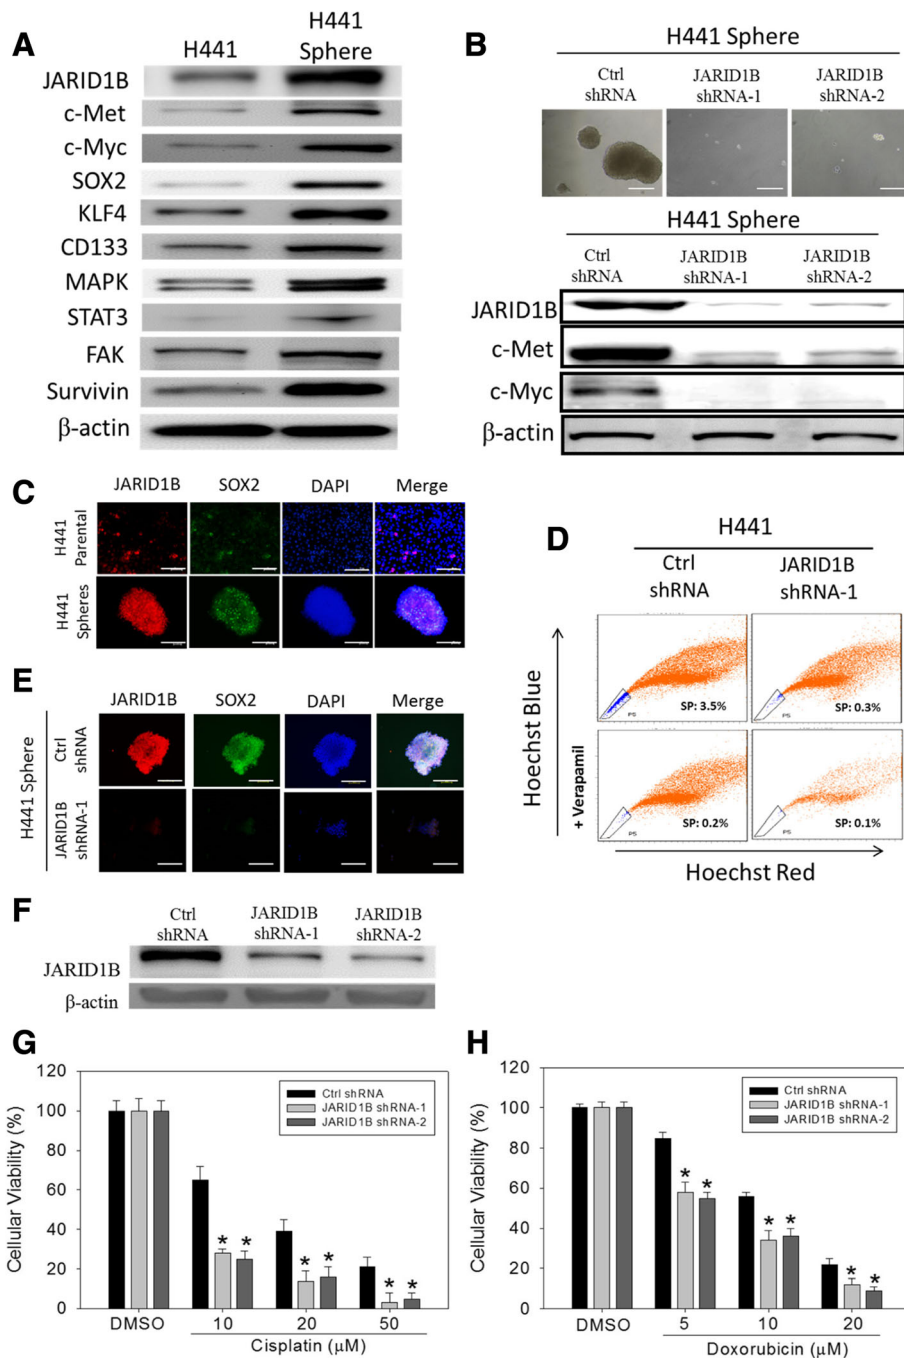 A
H441
H441
Sphere
JARID1B
c-Met
c-Myc
SOX2
KLF4
CD133
MAPK
STAT3
FAK
Survivin
β-actin
B
H441 Sphere
Ctrl
shRNA
JARID1B
shRNA-1
JARID1B
shRNA-2
H441 Sphere
Ctrl
shRNA
JARID1B
shRNA-1
JARID1B
shRNA-2
JARID1B
c-Met
c-Myc
β-actin
C
JARID1B SOX2 DAPI Merge
H441
Parental
H441
Spheres
D
H441
Ctrl
shRNA
JARID1B
shRNA-1
Hoechst Blue
+ Verapamil
P5
SP: 3.5%
P5
SP: 0.3%
P5
SP: 0.2%
P5
SP: 0.1%
Hoechst Red
E
JARID1B SOX2 DAPI Merge
H441 Sphere
Ctrl
shRNA
JARID1B
shRNA-1
F
Ctrl
shRNA
JARID1B
shRNA-1
JARID1B
shRNA-2
JARID1B
β-actin
G
Cellular Viability (%)
120
100
80
60
40
20
0
Ctrl shRNA
JARID1B shRNA-1
JARID1B shRNA-2
* *
* *
* *
DMSO 10 20 50
Cisplatin (μM)
H
Cellular Viability (%)
120
100
80
60
40
20
0
Ctrl shRNA
JARID1B shRNA-1
JARID1B shRNA-2
* *
* *
* *
DMSO 5 10 20
Doxorubicin (μM)